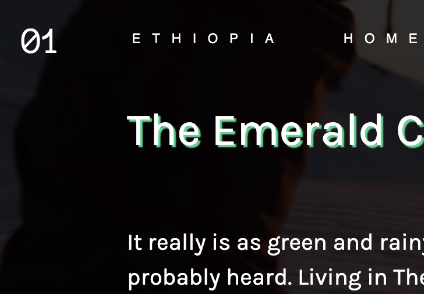 01 ETHIOPIA HOME
The Emerald C
It really is as green and rainy
probably heard. Living in The